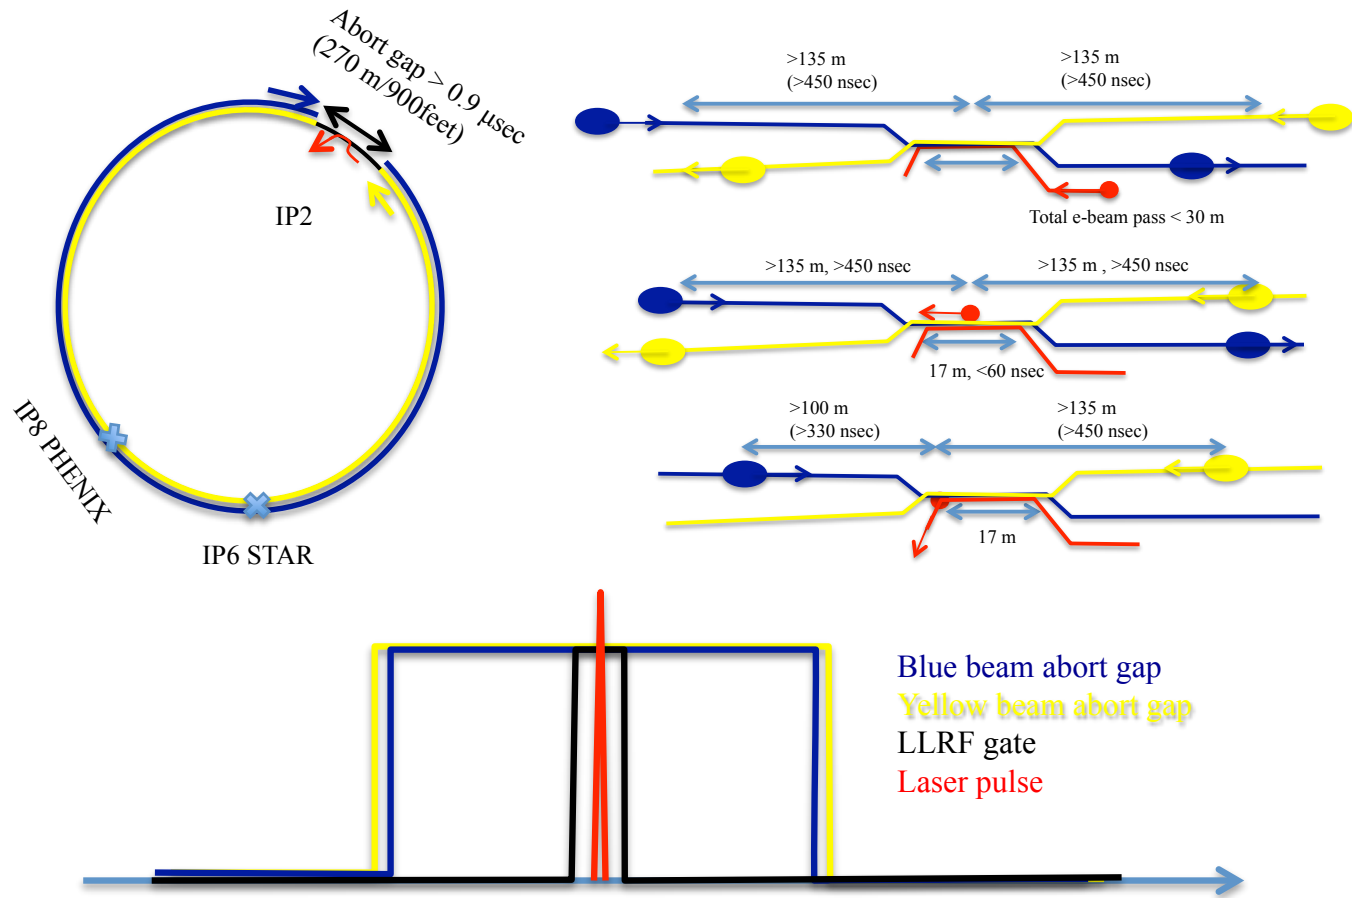 Abort gap > 0.9 μsec
(270 m/900feet)
IP2
IP8 PHENIX
IP6 STAR
>135 m
(>450 nsec)
>135 m
(>450 nsec)
Total e-beam pass < 30 m
>135 m, >450 nsec
>135 m , >450 nsec
17 m, <60 nsec
>100 m
(>330 nsec)
>135 m
(>450 nsec)
17 m
Blue beam abort gap
Yellow beam abort gap
LLRF gate
Laser pulse